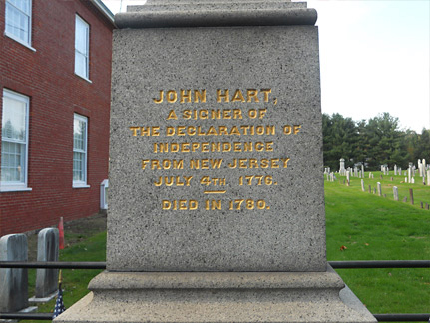 JOHN HART,
A SIGNER OF
THE DECLARATION OF
INDEPENDENCE
FROM NEW JERSEY
JULY 4TH. 1776.
DIED IN 1780.